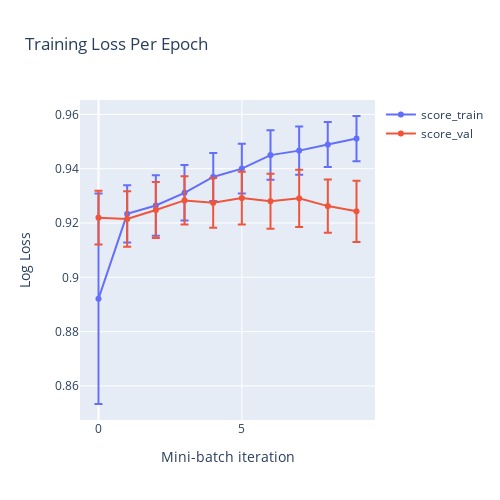 Training Loss Per Epoch
score_train
score_val
0.96
0.94
0.92
0.9
0.88
0.86
Log Loss
0
5
Mini-batch iteration